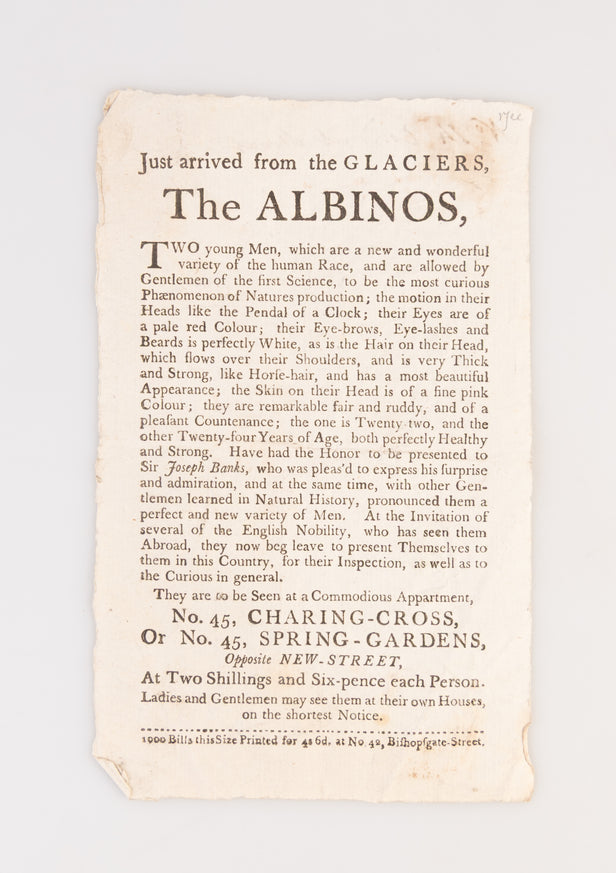 Just arrived from the GLACIERS,
The ALBINOS,
TWO young Men, which are a new and wonderful
variety of the human Race, and are allowed by
Gentlemen of the first Science, to be the most curious
Phænomenon of Natures production; the motion in their
Heads like the Pendal of a Clock; their Eyes are of
a pale red Colour; their Eye-brows, Eye-lashes and
Beards is perfectly White, as is the Hair on their Head,
which flows over their Shoulders, and is very Thick
and Strong, like Horſe-hair, and has a most beautiful
Appearance; the Skin on their Head is of a fine pink
Colour; they are remarkable fair and ruddy, and of a
pleaſant Countenance; the one is Twenty-two, and the
other Twenty-four Years of Age, both perfectly Healthy
and Strong. Have had the Honor to be presented to
Sir Joseph Banks, who was pleas'd to express his ſurprise
and admiration, and at the same time, with other Gen-
tlemen learned in Natural History, pronounced them a
perfect and new variety of Men. At the Invitation of
several of the English Nobility, who has seen them
Abroad, they now beg leave to present Themselves to
them in this Country, for their Inspection, as well as to
the Curious in general.
They are to be Seen at a Commodious Appartment,
No. 45, CHARING-CROSS,
Or No. 45, SPRING-GARDENS,
Opposite NEW-STREET,
At Two Shillings and Six-pence each Person.
Ladies and Gentlemen may see them at their own Houses,
on the shortest Notice.
1000 Bills this Size Printed for 4s 6d. at No 42, Biſhopſgate-Street.